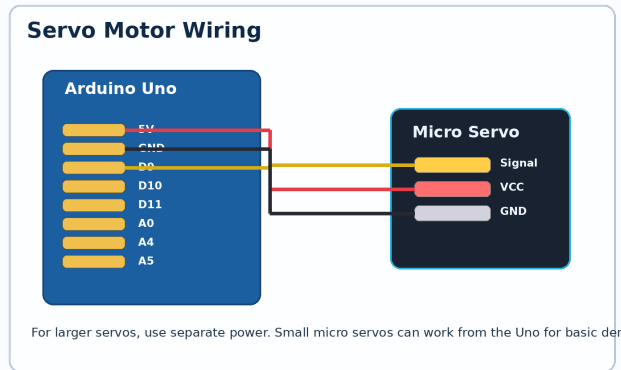 Servo Motor Wiring
Arduino Uno
5V
GND
D9
D10
D11
A0
A4
A5
Micro Servo
Signal
VCC
GND
For larger servos, use separate power. Small micro servos can work from the Uno for basic